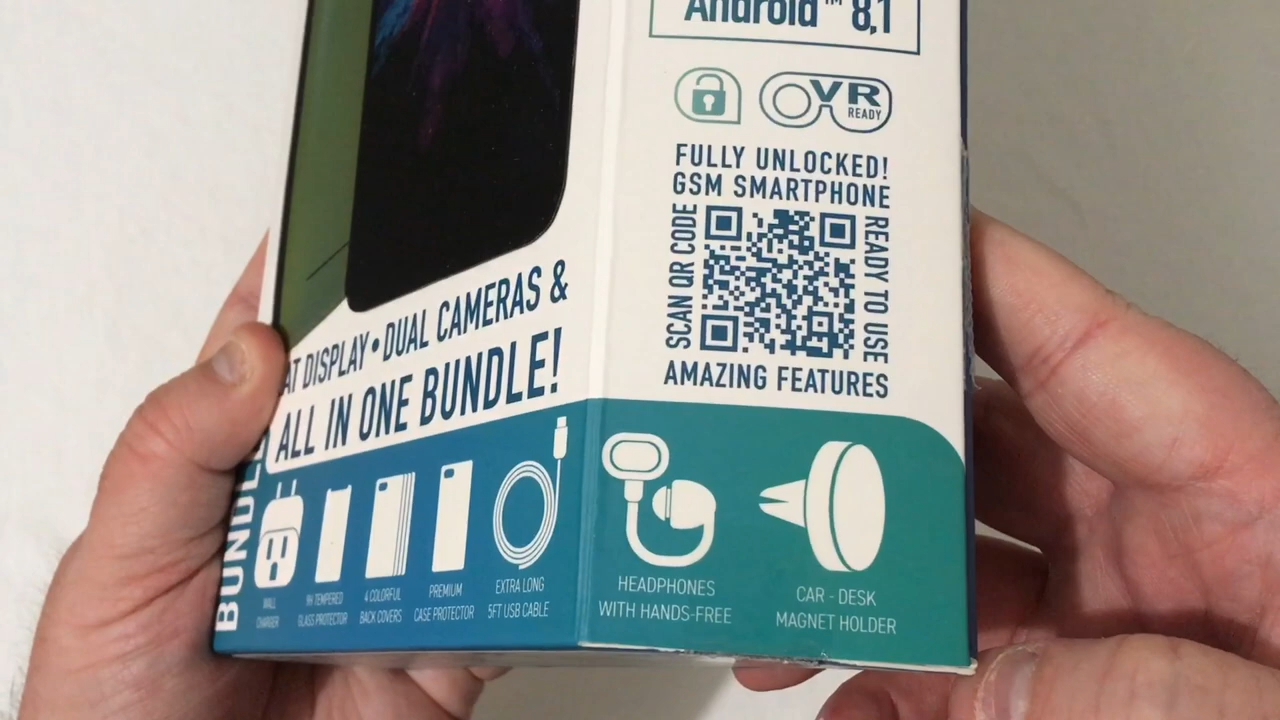 Android™ 8.1
VR
READY
FULLY UNLOCKED!
GSM SMARTPHONE
SCAN QR CODE
READY TO USE
AMAZING FEATURES
AT DISPLAY • DUAL CAMERAS &
ALL IN ONE BUNDLE!
BUNDLE
WALL
CHARGER
9H TEMPERED
GLASS PROTECTOR
4 COLORFUL
BACK COVERS
PREMIUM
CASE PROTECTOR
EXTRA LONG
5FT USB CABLE
HEADPHONES
WITH HANDS-FREE
CAR - DESK
MAGNET HOLDER